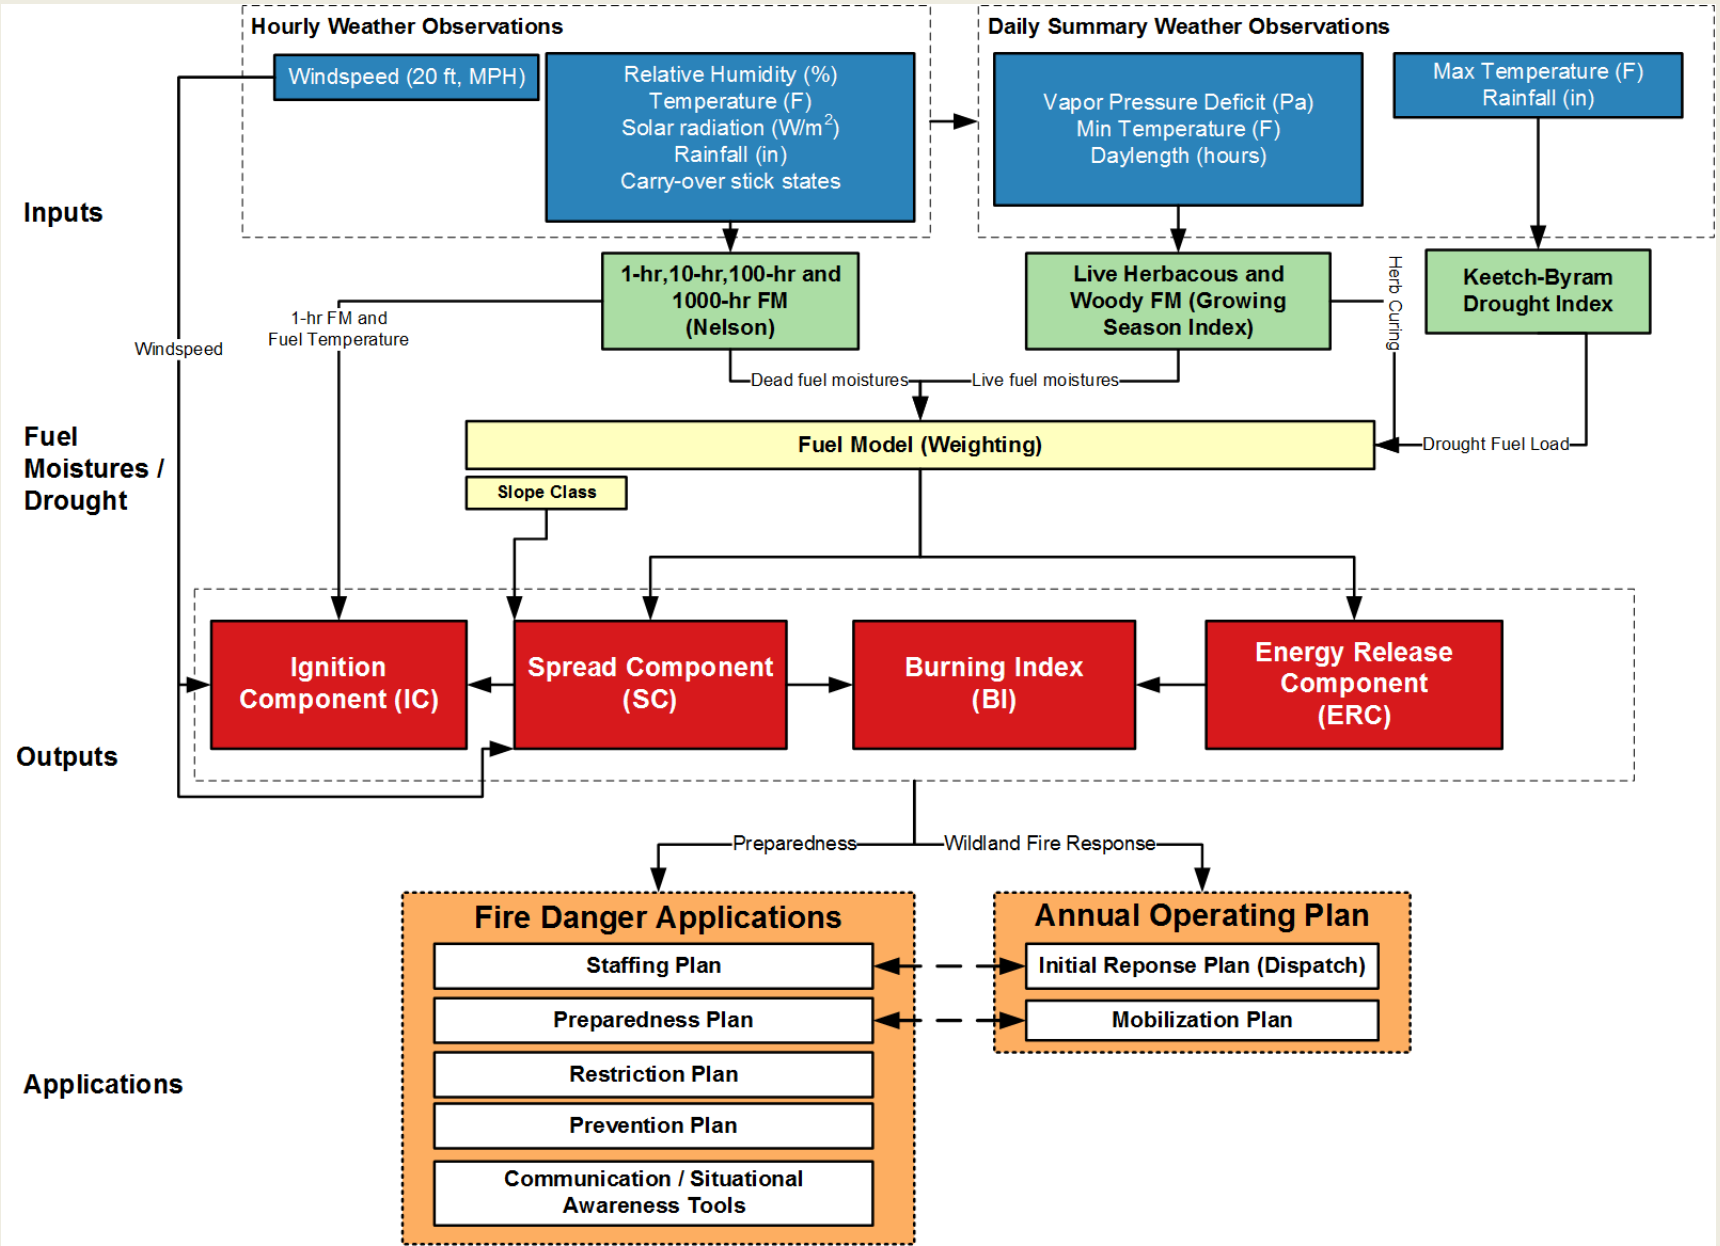 Hourly Weather Observations
Windspeed (20 ft, MPH)
Relative Humidity (%)
Temperature (F)
Solar radiation (W/m²)
Rainfall (in)
Carry-over stick states
Daily Summary Weather Observations
Vapor Pressure Deficit (Pa)
Min Temperature (F)
Daylength (hours)
Max Temperature (F)
Rainfall (in)
Inputs
1-hr,10-hr,100-hr and
1000-hr FM
(Nelson)
Live Herbacous and
Woody FM (Growing
Season Index)
Herb Curing
Keetch-Byram
Drought Index
1-hr FM and
Fuel Temperature
Windspeed
Dead fuel moistures
Live fuel moistures
Fuel
Moistures /
Drought
Fuel Model (Weighting)
Drought Fuel Load
Slope Class
Ignition
Component (IC)
Spread Component
(SC)
Burning Index
(BI)
Energy Release
Component
(ERC)
Outputs
Preparedness
Wildland Fire Response
Fire Danger Applications
Staffing Plan
Preparedness Plan
Restriction Plan
Prevention Plan
Communication / Situational
Awareness Tools
Annual Operating Plan
Initial Reponse Plan (Dispatch)
Mobilization Plan
Applications